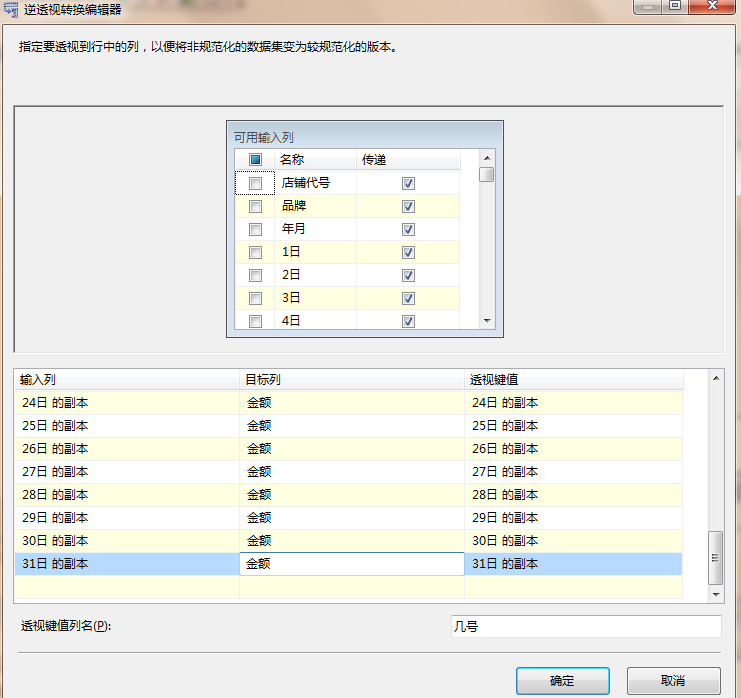 逆透视转换编辑器
指定要透视到行中的列，以便将非规范化的数据集变为较规范化的版本。
可用输入列
名称 传递
店铺代号
品牌
年月
1日
2日
3日
4日
输入列 目标列 透视键值
24日 的副本 金额 24日 的副本
25日 的副本 金额 25日 的副本
26日 的副本 金额 26日 的副本
27日 的副本 金额 27日 的副本
28日 的副本 金额 28日 的副本
29日 的副本 金额 29日 的副本
30日 的副本 金额 30日 的副本
31日 的副本 金额 31日 的副本
透视键值列名(P): 几号
确定 取消